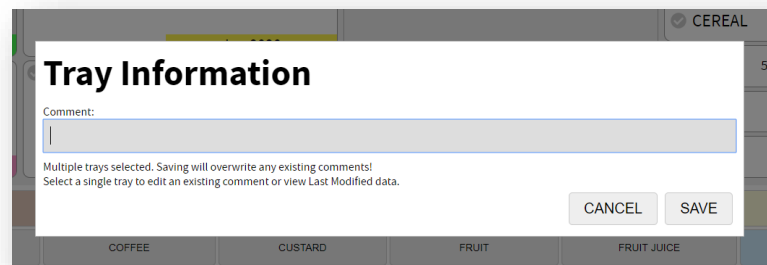 CEREAL
5
Tray Information
Comment:
Multiple trays selected. Saving will overwrite any existing comments!
Select a single tray to edit an existing comment or view Last Modified data.
CANCEL SAVE
COFFEE CUSTARD FRUIT FRUIT JUICE